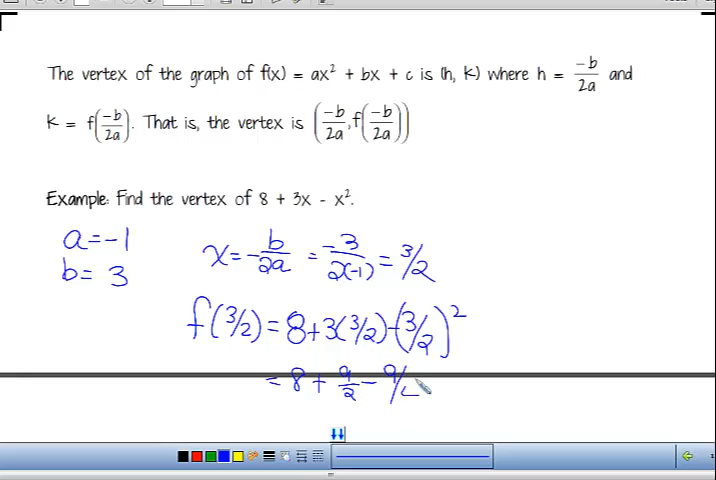 The vertex of the graph of f(x) = ax² + bx + c is (h, k) where h = -b/2a and
k = f(-b/2a). That is, the vertex is (-b/2a, f(-b/2a))
Example: Find the vertex of 8 + 3x - x².
a = -1
b = 3
x = -b/2a = -3/2(-1) = 3/2
f(3/2) = 8 + 3(3/2) - (3/2)²
= 8 + 9/2 - 9/